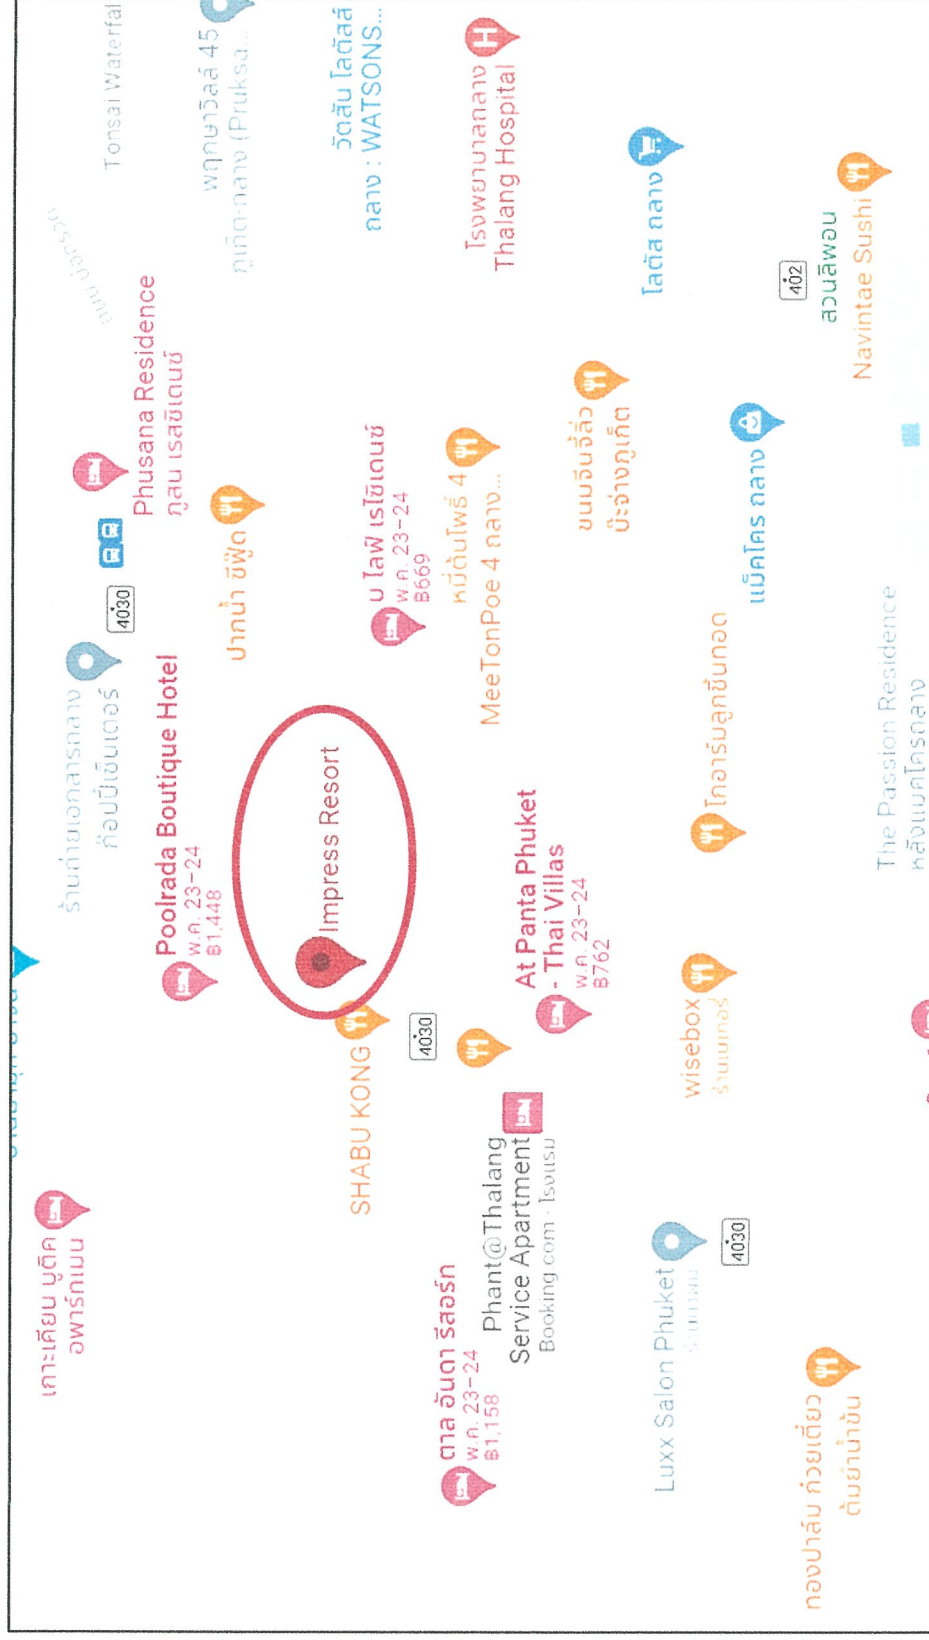 เกาะเคียน บูติค
อพาร์ทเมน
ร้านถ่ายเอกสารถลาง
ก๊อปปี้เซ็นเตอร์
4030
Phusana Residence
ภูสนา เรสซิเดนซ์
Tonsai Waterfal
Poolrada Boutique Hotel
พ.ค. 23–24
฿1,448
ปากน้ำ ซีฟู๊ด
พฤกษาวิลล์ 45
ภูเก็ต-ถลาง (Pruksa...
Impress Resort
วัตสัน โลตัสส์
ถลาง : WATSONS...
SHABU KONG
4030
บ ไลฟ์ เรโซิเดนซ์
พ.ค. 23–24
฿669
ตาล อันดา รีสอร์ท
พ.ค. 23–24
฿1,158
หมี่ต้นโพธิ์ 4
MeeTonPoe 4 ถลาง...
โรงพยาบาลถลาง
Thalang Hospital
Phant@Thalang
Service Apartment
Booking.com · โรงแรม
At Panta Phuket
- Thai Villas
พ.ค. 23–24
฿762
ขนมจีนจี้ลิ่ว
บ๊ะจ่างภูเก็ต
Luxx Salon Phuket
4030
Wisebox
ร้านเบเกอรี่
โกอาร์มลูกชิ้นทอด
โลตัส ถลาง
แม็คโคร ถลาง
402
สวนลิพอน
Navintae Sushi
ทองปาล์ม ก๋วยเตี๋ยว
ต้มยำน้ำข้น
The Passion Residence
หลังแมคโครถลาง